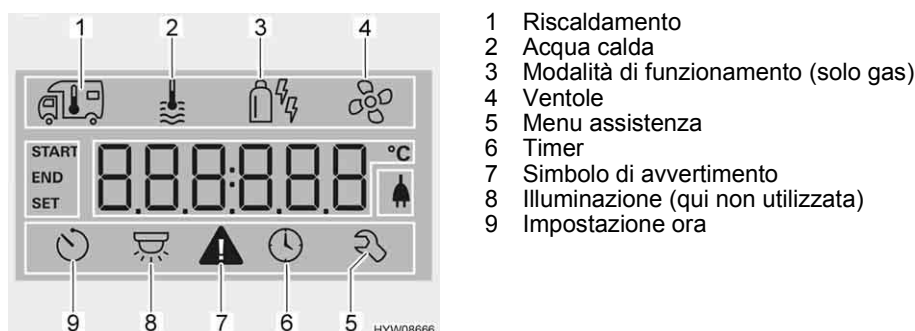 1 2 3 4
START
END
SET
888:888
°C
9 8 7 6 5
HYW08666
1 Riscaldamento
2 Acqua calda
3 Modalità di funzionamento (solo gas)
4 Ventole
5 Menu assistenza
6 Timer
7 Simbolo di avvertimento
8 Illuminazione (qui non utilizzata)
9 Impostazione ora